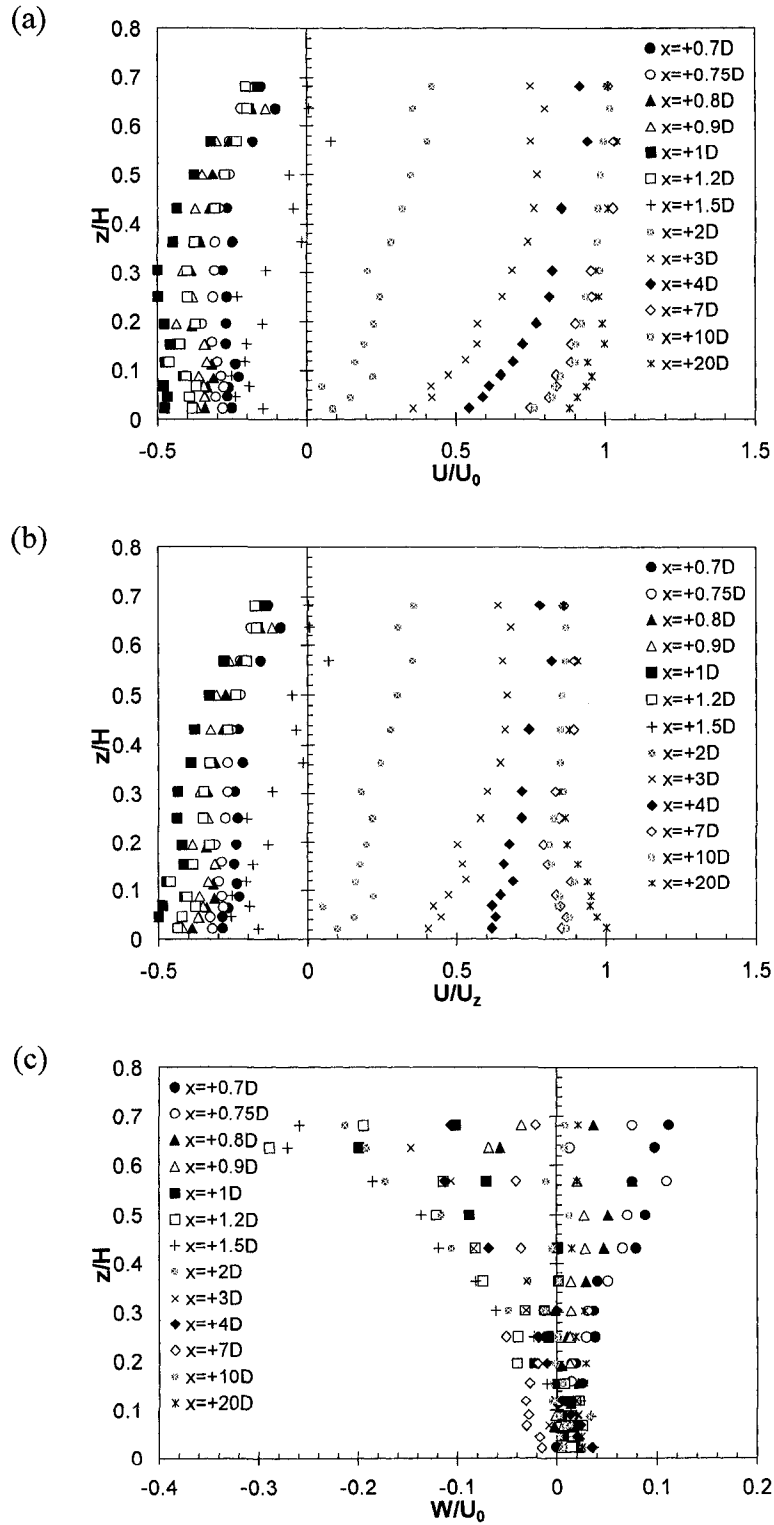 (a)
0.8
0.7
0.6
0.5
0.4
0.3
0.2
0.1
0
z/H
-0.5
0
0.5
1
1.5
U/U₀
x=+0.7D
x=+0.75D
x=+0.8D
x=+0.9D
x=+1D
x=+1.2D
x=+1.5D
x=+2D
x=+3D
x=+4D
x=+7D
x=+10D
x=+20D
(b)
0.8
0.7
0.6
0.5
0.4
0.3
0.2
0.1
0
z/H
-0.5
0
0.5
1
1.5
U/U_z
x=+0.7D
x=+0.75D
x=+0.8D
x=+0.9D
x=+1D
x=+1.2D
x=+1.5D
x=+2D
x=+3D
x=+4D
x=+7D
x=+10D
x=+20D
(c)
0.8
0.7
0.6
0.5
0.4
0.3
0.2
0.1
0
z/H
-0.4
-0.3
-0.2
-0.1
0
0.1
0.2
W/U₀
x=+0.7D
x=+0.75D
x=+0.8D
x=+0.9D
x=+1D
x=+1.2D
x=+1.5D
x=+2D
x=+3D
x=+4D
x=+7D
x=+10D
x=+20D